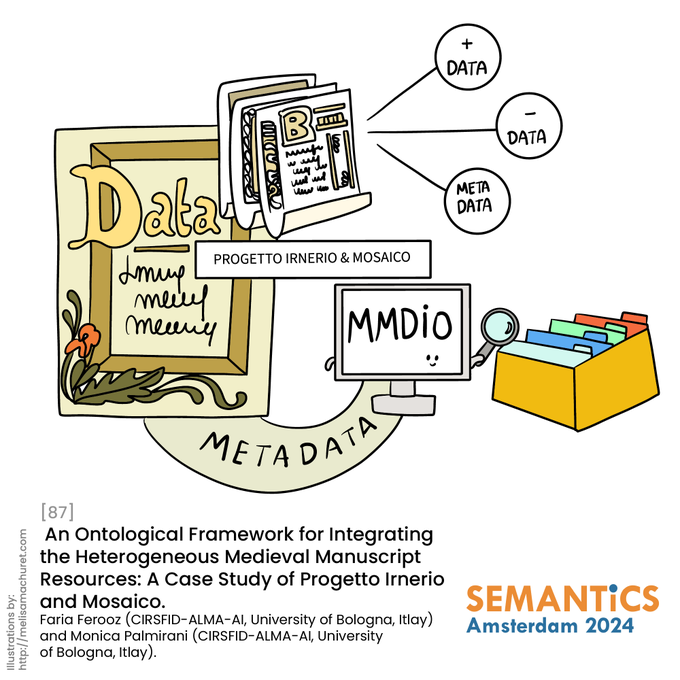 +
DATA
-
DATA
META
DATA
B
Data
PROGETTO IRNERIO & MOSAICO
MMDiO
METADATA
[87]
An Ontological Framework for Integrating
the Heterogeneous Medieval Manuscript
Resources: A Case Study of Progetto Irnerio
and Mosaico.
Faria Ferooz (CIRSFID-ALMA-AI, University of Bologna, Itlay)
and Monica Palmirani (CIRSFID-ALMA-AI, University
of Bologna, Itlay).
SEMANTiCS
Amsterdam 2024
Illustrations by:
http://melisamachuret.com